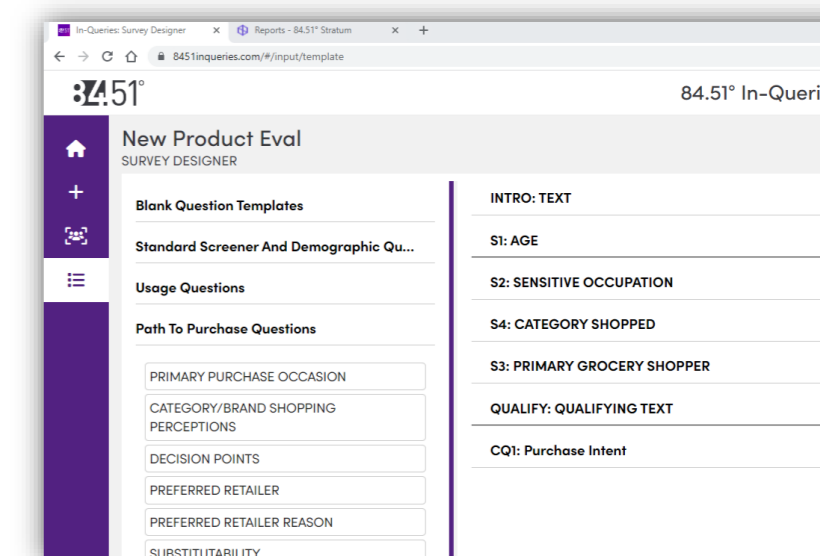 In-Queries: Survey Designer
Reports - 84.51° Stratum
8451inqueries.com/#/input/template
84.51°
84.51° In-Queri
New Product Eval
SURVEY DESIGNER
Blank Question Templates
Standard Screener And Demographic Qu...
Usage Questions
Path To Purchase Questions
PRIMARY PURCHASE OCCASION
CATEGORY/BRAND SHOPPING
PERCEPTIONS
DECISION POINTS
PREFERRED RETAILER
PREFERRED RETAILER REASON
SUBSTITUTABILITY
INTRO: TEXT
S1: AGE
S2: SENSITIVE OCCUPATION
S4: CATEGORY SHOPPED
S3: PRIMARY GROCERY SHOPPER
QUALIFY: QUALIFYING TEXT
CQ1: Purchase Intent